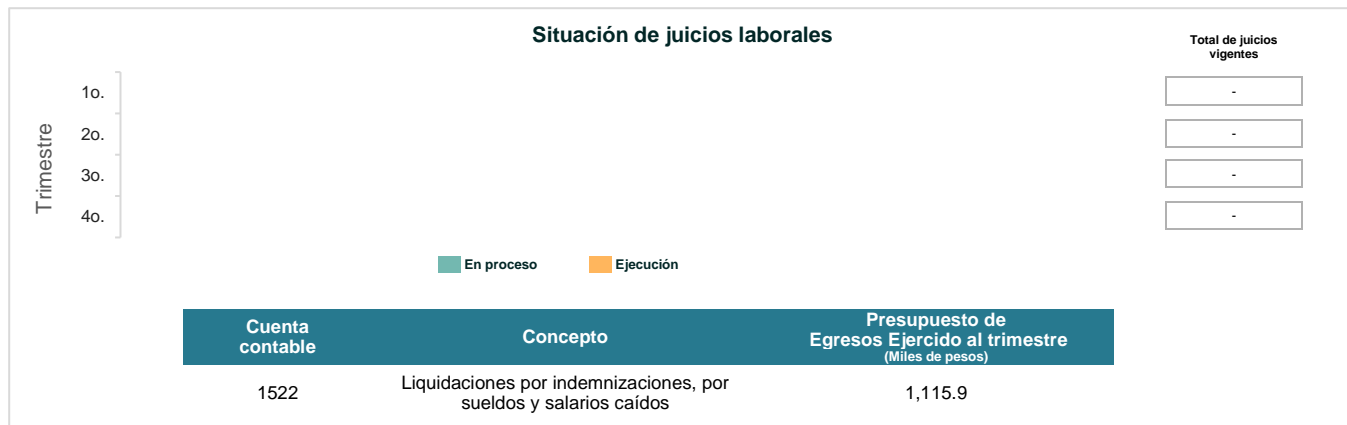 Situación de juicios laborales
Total de juicios
vigentes
Trimestre
1o.
-
2o.
-
3o.
-
4o.
-
En proceso
Ejecución
Cuenta
contable
Concepto
Presupuesto de
Egresos Ejercido al trimestre
(Miles de pesos)
1522
Liquidaciones por indemnizaciones, por
sueldos y salarios caídos
1,115.9